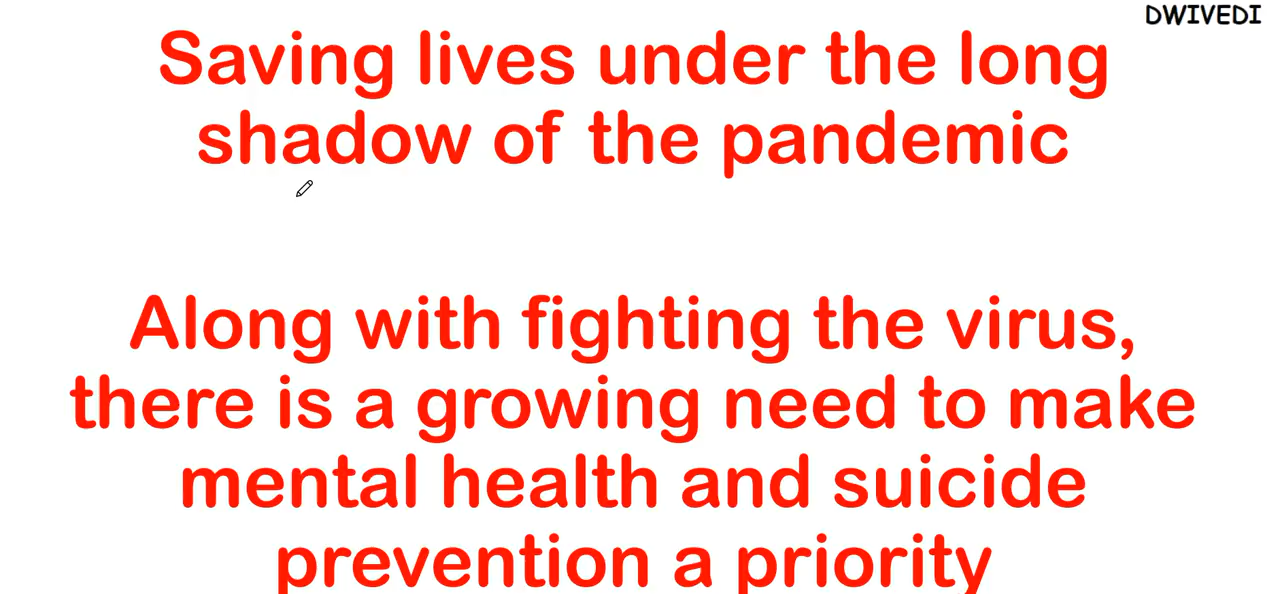 DWIVEDI
Saving lives under the long
shadow of the pandemic
Along with fighting the virus,
there is a growing need to make
mental health and suicide
prevention a priority